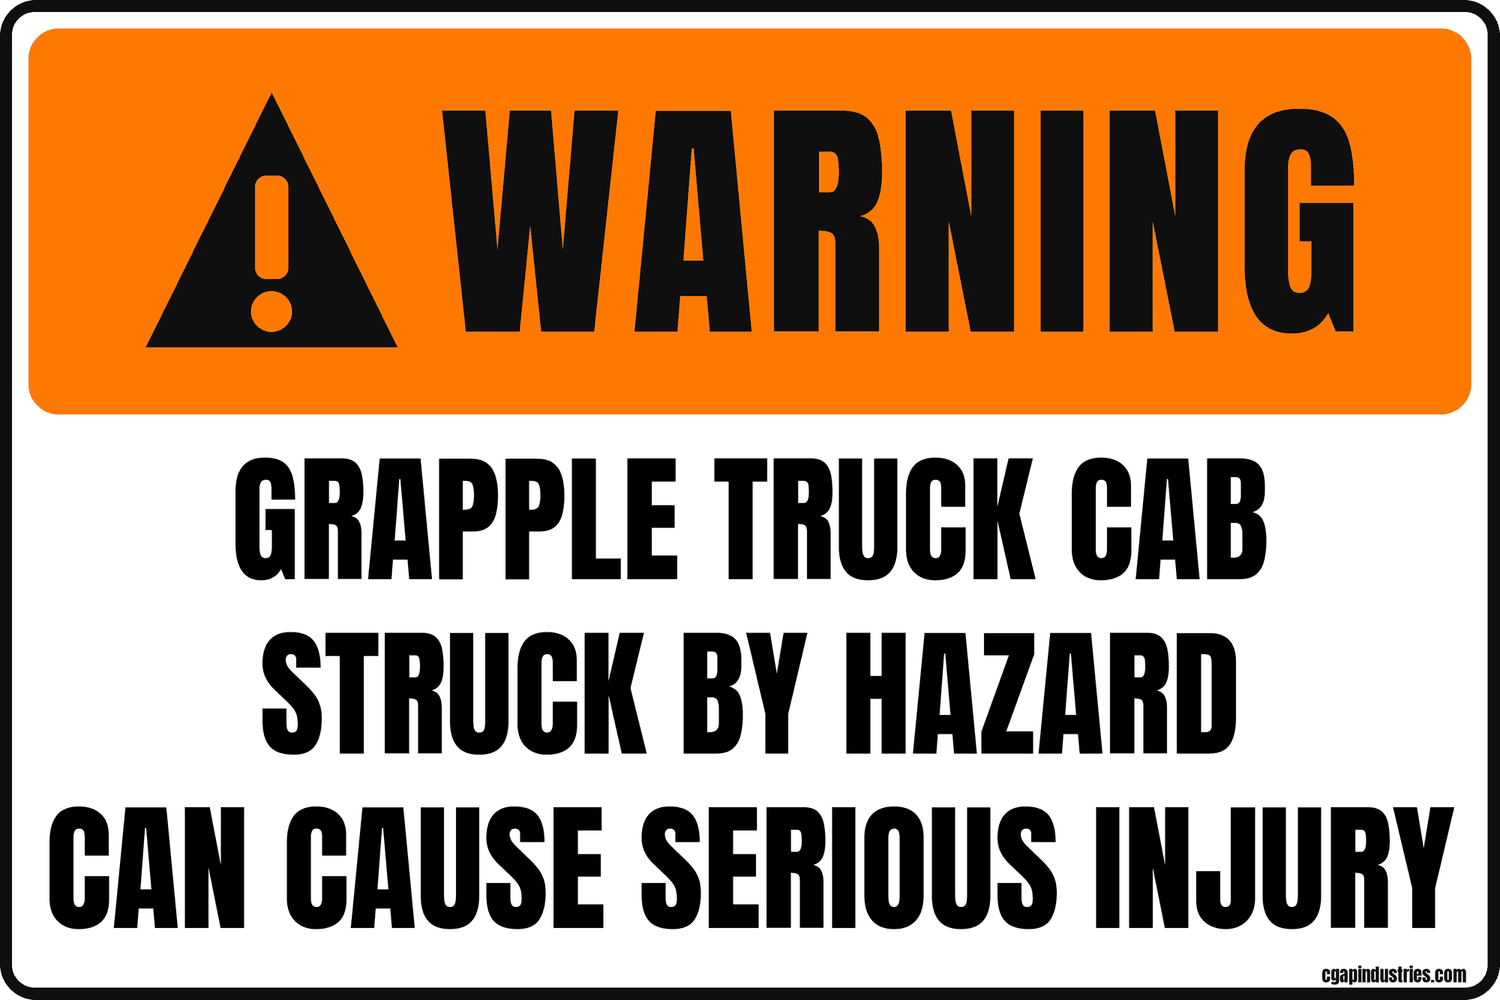 WARNING
GRAPPLE TRUCK CAB
STRUCK BY HAZARD
CAN CAUSE SERIOUS INJURY
cgapindustries.com